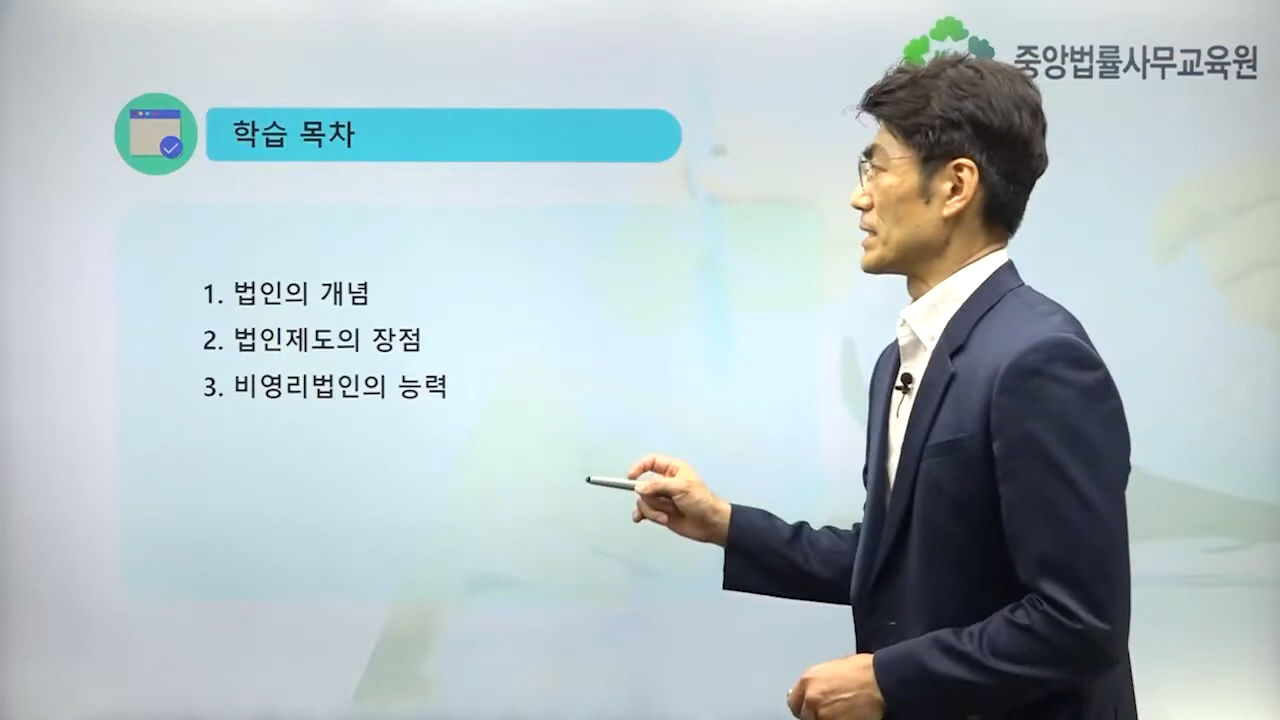 중앙법률사무교육원
학습 목차
1. 법인의 개념
2. 법인제도의 장점
3. 비영리법인의 능력